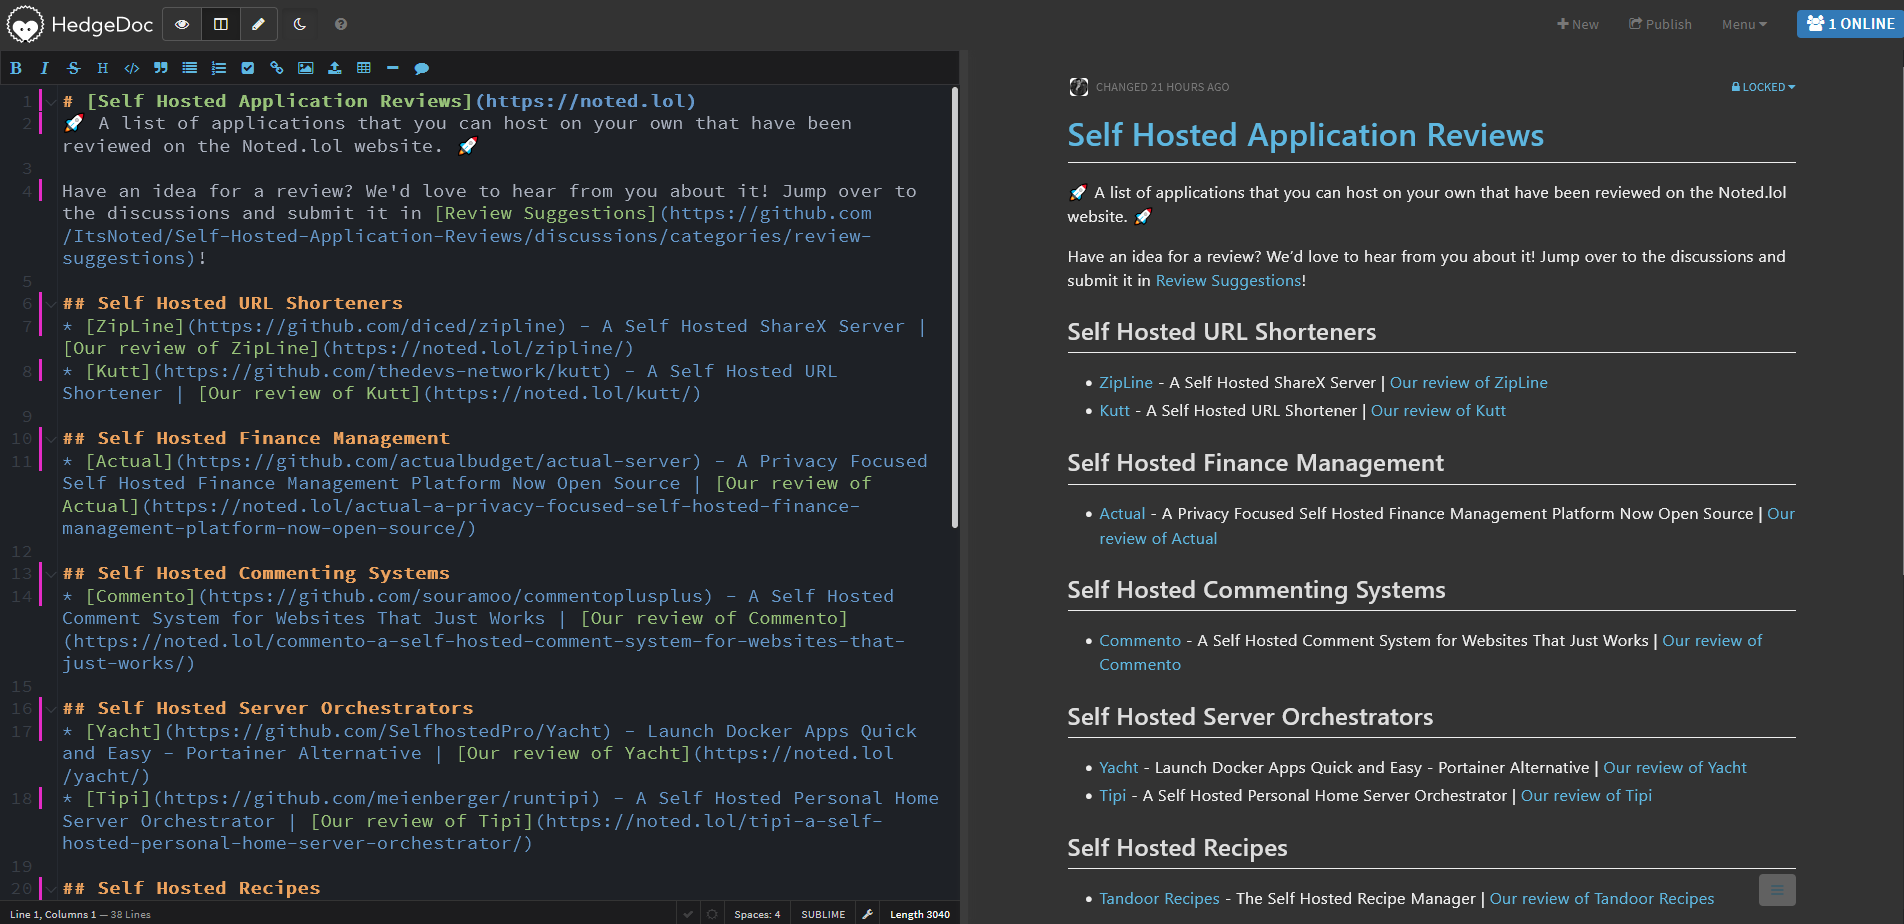 HedgeDoc
+ New
Publish
Menu
1 ONLINE
B I S H </>
1 # [Self Hosted Application Reviews](https://noted.lol)
2 🚀 A list of applications that you can host on your own that have been
reviewed on the Noted.lol website. 🚀
3
4 Have an idea for a review? We'd love to hear from you about it! Jump over to
the discussions and submit it in [Review Suggestions](https://github.com
/ItsNoted/Self-Hosted-Application-Reviews/discussions/categories/review-
suggestions)!
5
6 ## Self Hosted URL Shorteners
7 * [ZipLine](https://github.com/diced/zipline) - A Self Hosted ShareX Server |
[Our review of ZipLine](https://noted.lol/zipline/)
8 * [Kutt](https://github.com/thedevs-network/kutt) - A Self Hosted URL
Shortener | [Our review of Kutt](https://noted.lol/kutt/)
9
10 ## Self Hosted Finance Management
11 * [Actual](https://github.com/actualbudget/actual-server) - A Privacy Focused
Self Hosted Finance Management Platform Now Open Source | [Our review of
Actual](https://noted.lol/actual-a-privacy-focused-self-hosted-finance-
management-platform-now-open-source/)
12
13 ## Self Hosted Commenting Systems
14 * [Commento](https://github.com/souramoo/commentoplusplus) - A Self Hosted
Comment System for Websites That Just Works | [Our review of Commento]
(https://noted.lol/commento-a-self-hosted-comment-system-for-websites-that-
just-works/)
15
16 ## Self Hosted Server Orchestrators
17 * [Yacht](https://github.com/SelfhostedPro/Yacht) - Launch Docker Apps Quick
and Easy - Portainer Alternative | [Our review of Yacht](https://noted.lol
/yacht/)
18 * [Tipi](https://github.com/meienberger/runtipi) - A Self Hosted Personal Home
Server Orchestrator | [Our review of Tipi](https://noted.lol/tipi-a-self-
hosted-personal-home-server-orchestrator/)
19
20 ## Self Hosted Recipes
Line 1, Columns 1 — 38 Lines
Spaces: 4
SUBLIME
Length 3040
CHANGED 21 HOURS AGO
LOCKED
Self Hosted Application Reviews
🚀 A list of applications that you can host on your own that have been reviewed on the Noted.lol
website. 🚀
Have an idea for a review? We’d love to hear from you about it! Jump over to the discussions and
submit it in Review Suggestions!
Self Hosted URL Shorteners
• ZipLine - A Self Hosted ShareX Server | Our review of ZipLine
• Kutt - A Self Hosted URL Shortener | Our review of Kutt
Self Hosted Finance Management
• Actual - A Privacy Focused Self Hosted Finance Management Platform Now Open Source | Our
review of Actual
Self Hosted Commenting Systems
• Commento - A Self Hosted Comment System for Websites That Just Works | Our review of
Commento
Self Hosted Server Orchestrators
• Yacht - Launch Docker Apps Quick and Easy - Portainer Alternative | Our review of Yacht
• Tipi - A Self Hosted Personal Home Server Orchestrator | Our review of Tipi
Self Hosted Recipes
• Tandoor Recipes - The Self Hosted Recipe Manager | Our review of Tandoor Recipes